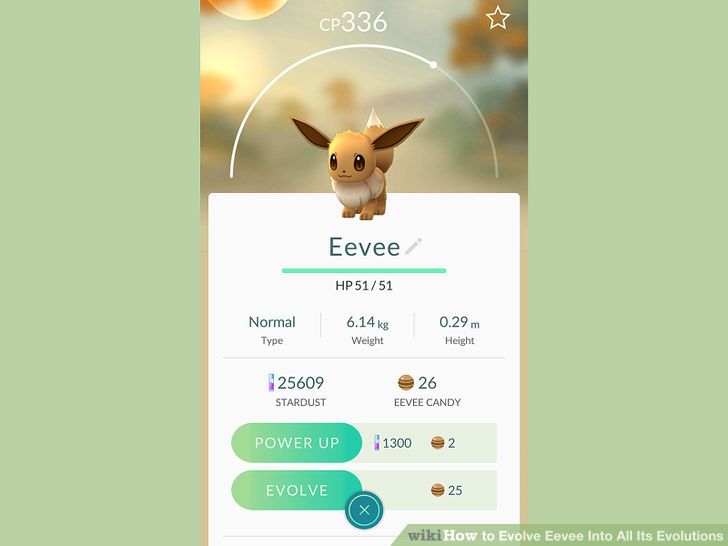 CP336
Eevee
HP 51 / 51
Normal 6.14 kg 0.29 m
Type Weight Height
25609 26
STARDUST EEVEE CANDY
POWER UP 1300 2
EVOLVE 25
wikiHow to Evolve Eevee Into All Its Evolutions